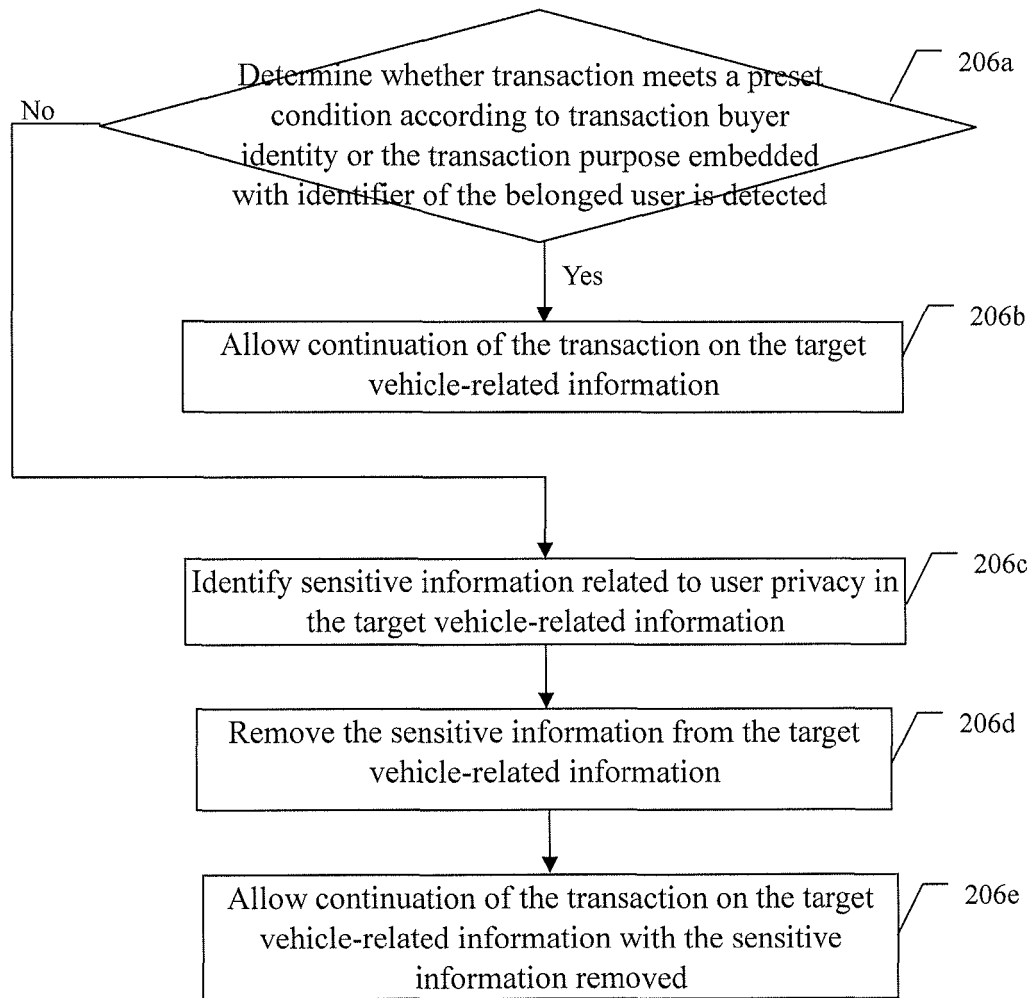 Determine whether transaction meets a preset
condition according to transaction buyer
identity or the transaction purpose embedded
with identifier of the belonged user is detected
206a
No
Yes
206b
Allow continuation of the transaction on the target
vehicle-related information
206c
Identify sensitive information related to user privacy in
the target vehicle-related information
206d
Remove the sensitive information from the target
vehicle-related information
206e
Allow continuation of the transaction on the target
vehicle-related information with the sensitive
information removed